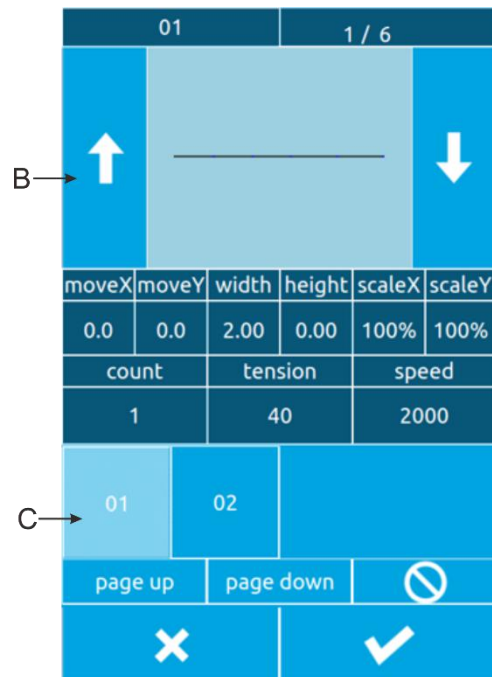 01 1 / 6
B
moveX moveY width height scaleX scaleY
0.0 0.0 2.00 0.00 100% 100%
count tension speed
1 40 2000
C 01 02
page up page down